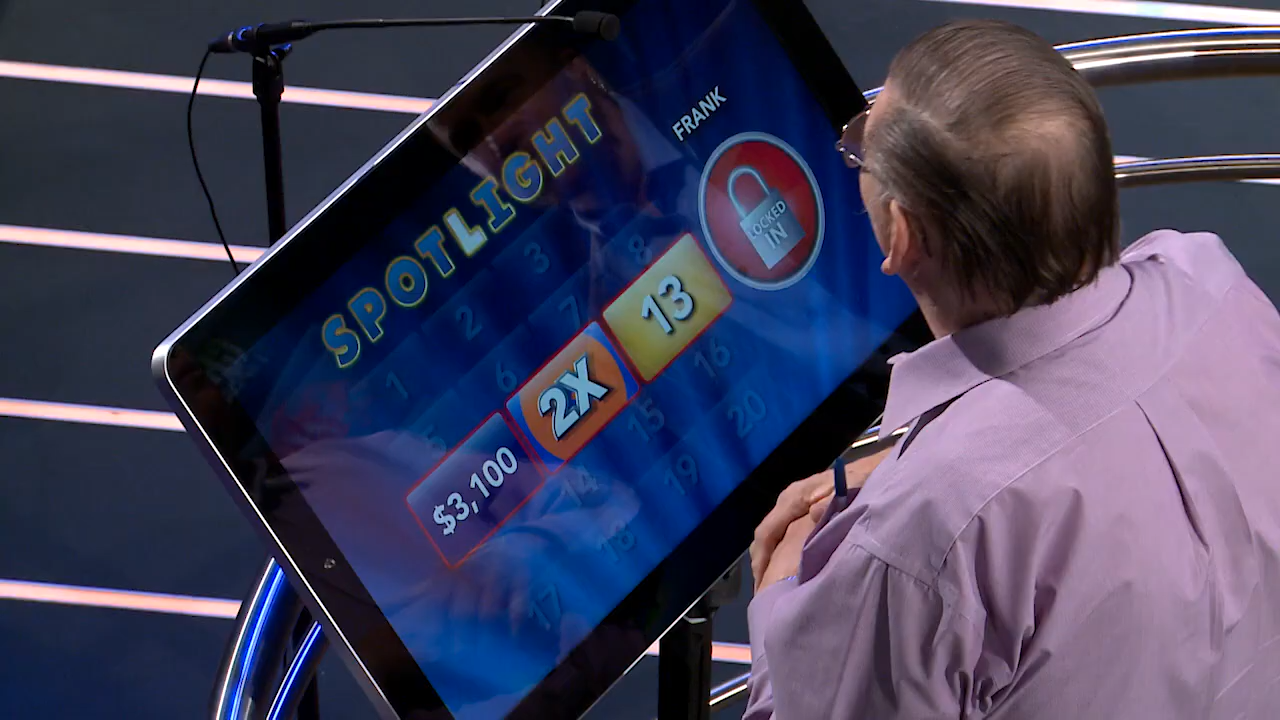 SPOTLIGHT
FRANK
LOCKED
IN
1 2 3
5 6 7 8
$3,100 2X 13
14 15 16
17 18 19 20